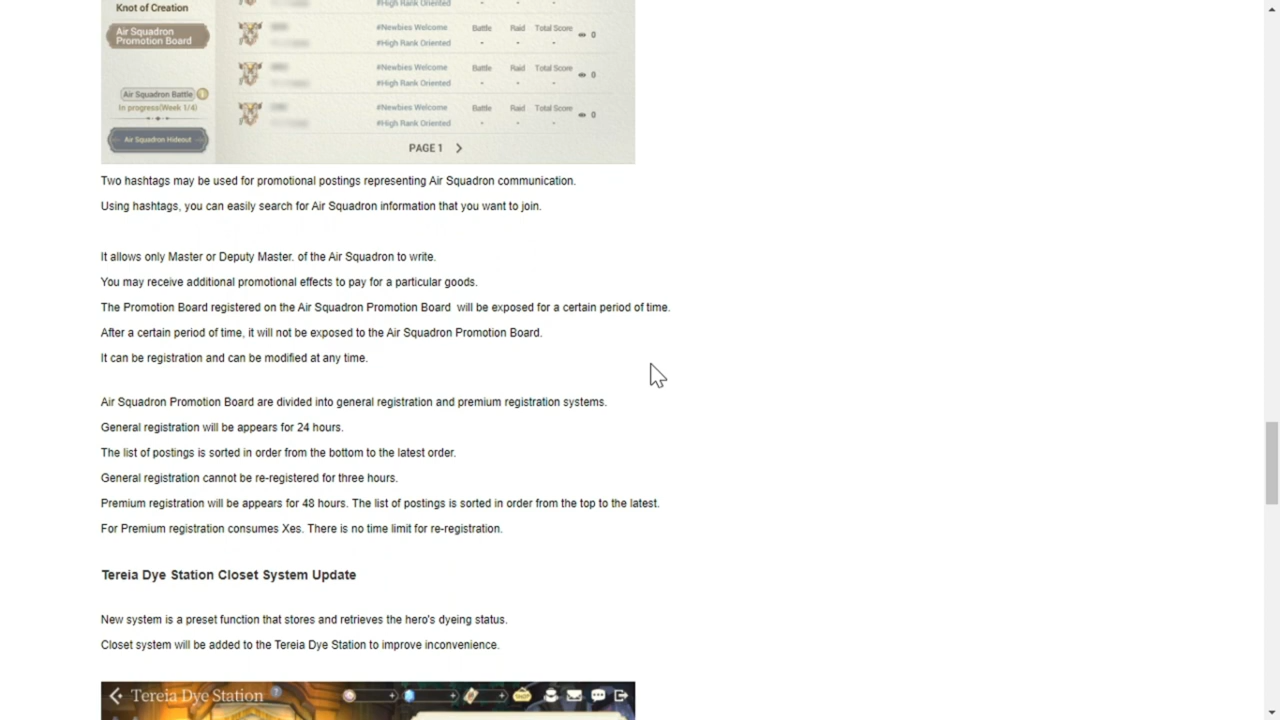 Knot of Creation
#High Rank Oriented - - -
Air Squadron
Promotion Board
#Newbies Welcome Battle Raid Total Score
#High Rank Oriented - - - 0
#Newbies Welcome Battle Raid Total Score
#High Rank Oriented - - - 0
Air Squadron Battle
In progress(Week 1/4)
#Newbies Welcome Battle Raid Total Score
#High Rank Oriented - - - 0
Air Squadron Hideout
PAGE 1 >
Two hashtags may be used for promotional postings representing Air Squadron communication.
Using hashtags, you can easily search for Air Squadron information that you want to join.
It allows only Master or Deputy Master. of the Air Squadron to write.
You may receive additional promotional effects to pay for a particular goods.
The Promotion Board registered on the Air Squadron Promotion Board  will be exposed for a certain period of time.
After a certain period of time, it will not be exposed to the Air Squadron Promotion Board.
It can be registration and can be modified at any time.
Air Squadron Promotion Board are divided into general registration and premium registration systems.
General registration will be appears for 24 hours.
The list of postings is sorted in order from the bottom to the latest order.
General registration cannot be re-registered for three hours.
Premium registration will be appears for 48 hours. The list of postings is sorted in order from the top to the latest.
For Premium registration consumes Xes. There is no time limit for re-registration.
Tereia Dye Station Closet System Update
New system is a preset function that stores and retrieves the hero's dyeing status.
Closet system will be added to the Tereia Dye Station to improve inconvenience.
Tereia Dye Station ? + + + SHOP